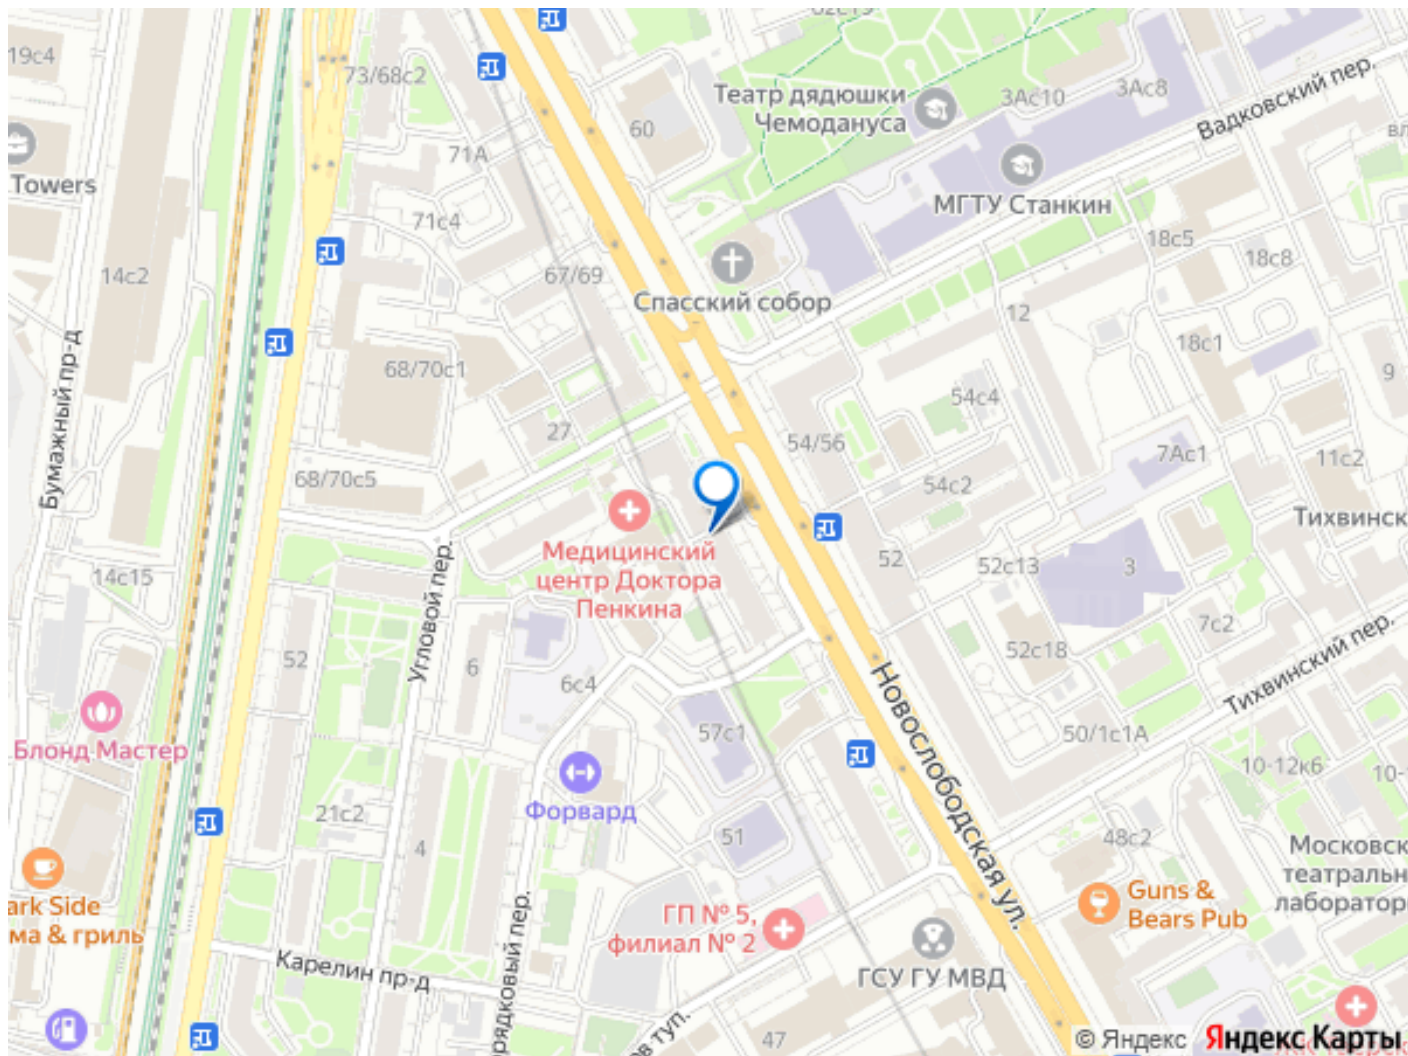 62с19
19с4
73/68с2
Театр дядюшки
Чемодануса
3Ас10
3Ас8
Вадковский пер.
60
71А
Towers
МГТУ Станкин
71с4
18с5
18с8
14с2
67/69
Спасский собор
12
18с1
Бумажный пр-д
68/70с1
54с4
9
27
54/56
7Ас1
11с2
68/70с5
54с2
Тихвинск
Медицинский
центр Доктора
Пенкина
52
52с13
3
14с15
Угловой пер.
7с2
52
6
6с4
52с18
Тихвинский пер.
Новослободская ул.
57с1
50/1с1А
Блонд Мастер
10-12к6
10-
Форвард
21с2
4
51
48с2
Московск
театральн
лаборатор
ark Side
ма & гриль
Guns &
Bears Pub
ГП № 5,
филиал № 2
ГСУ ГУ МВД
Карелин пр-д
рядковый пер.
в туп.
47
© Яндекс Яндекс Карты